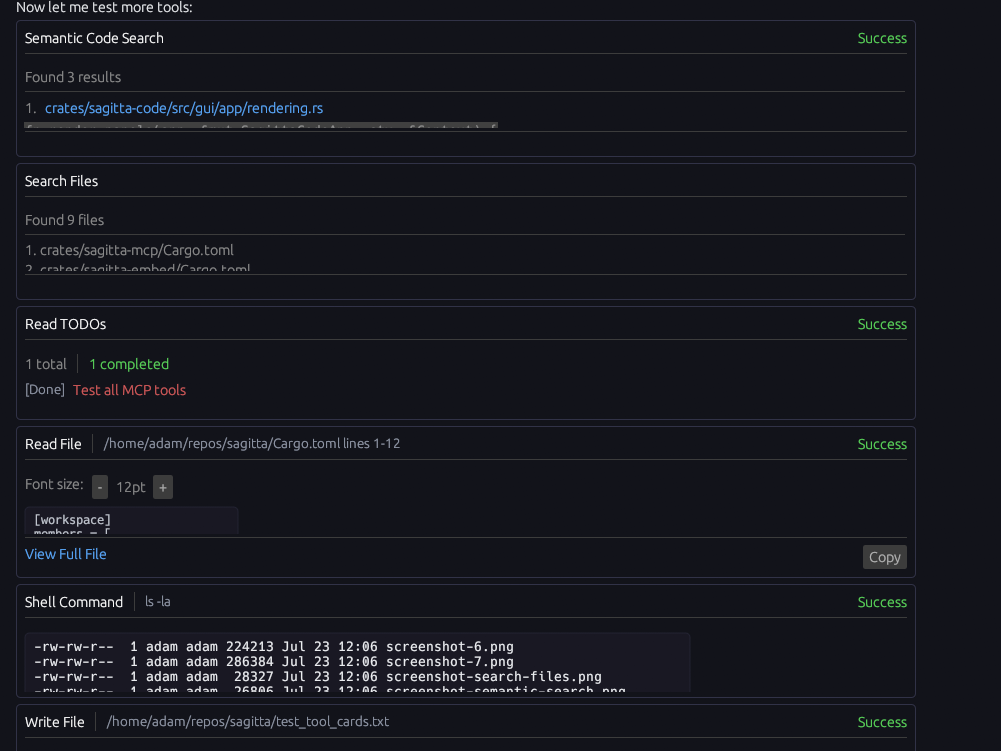 Now let me test more tools:
Semantic Code Search Success
Found 3 results
1. crates/sagitta-code/src/gui/app/rendering.rs
Search Files
Found 9 files
1. crates/sagitta-mcp/Cargo.toml
2. crates/sagitta-embed/Cargo.toml
Read TODOs Success
1 total 1 completed
[Done] Test all MCP tools
Read File /home/adam/repos/sagitta/Cargo.toml lines 1-12 Success
Font size: - 12pt +
[workspace]
members = [
View Full File Copy
Shell Command ls -la Success
-rw-rw-r-- 1 adam adam 224213 Jul 23 12:06 screenshot-6.png
-rw-rw-r-- 1 adam adam 286384 Jul 23 12:06 screenshot-7.png
-rw-rw-r-- 1 adam adam 28327 Jul 23 12:06 screenshot-search-files.png
-rw-rw-r-- 1 adam adam 26806 Jul 23 12:06 screenshot-semantic-search.png
Write File /home/adam/repos/sagitta/test_tool_cards.txt Success